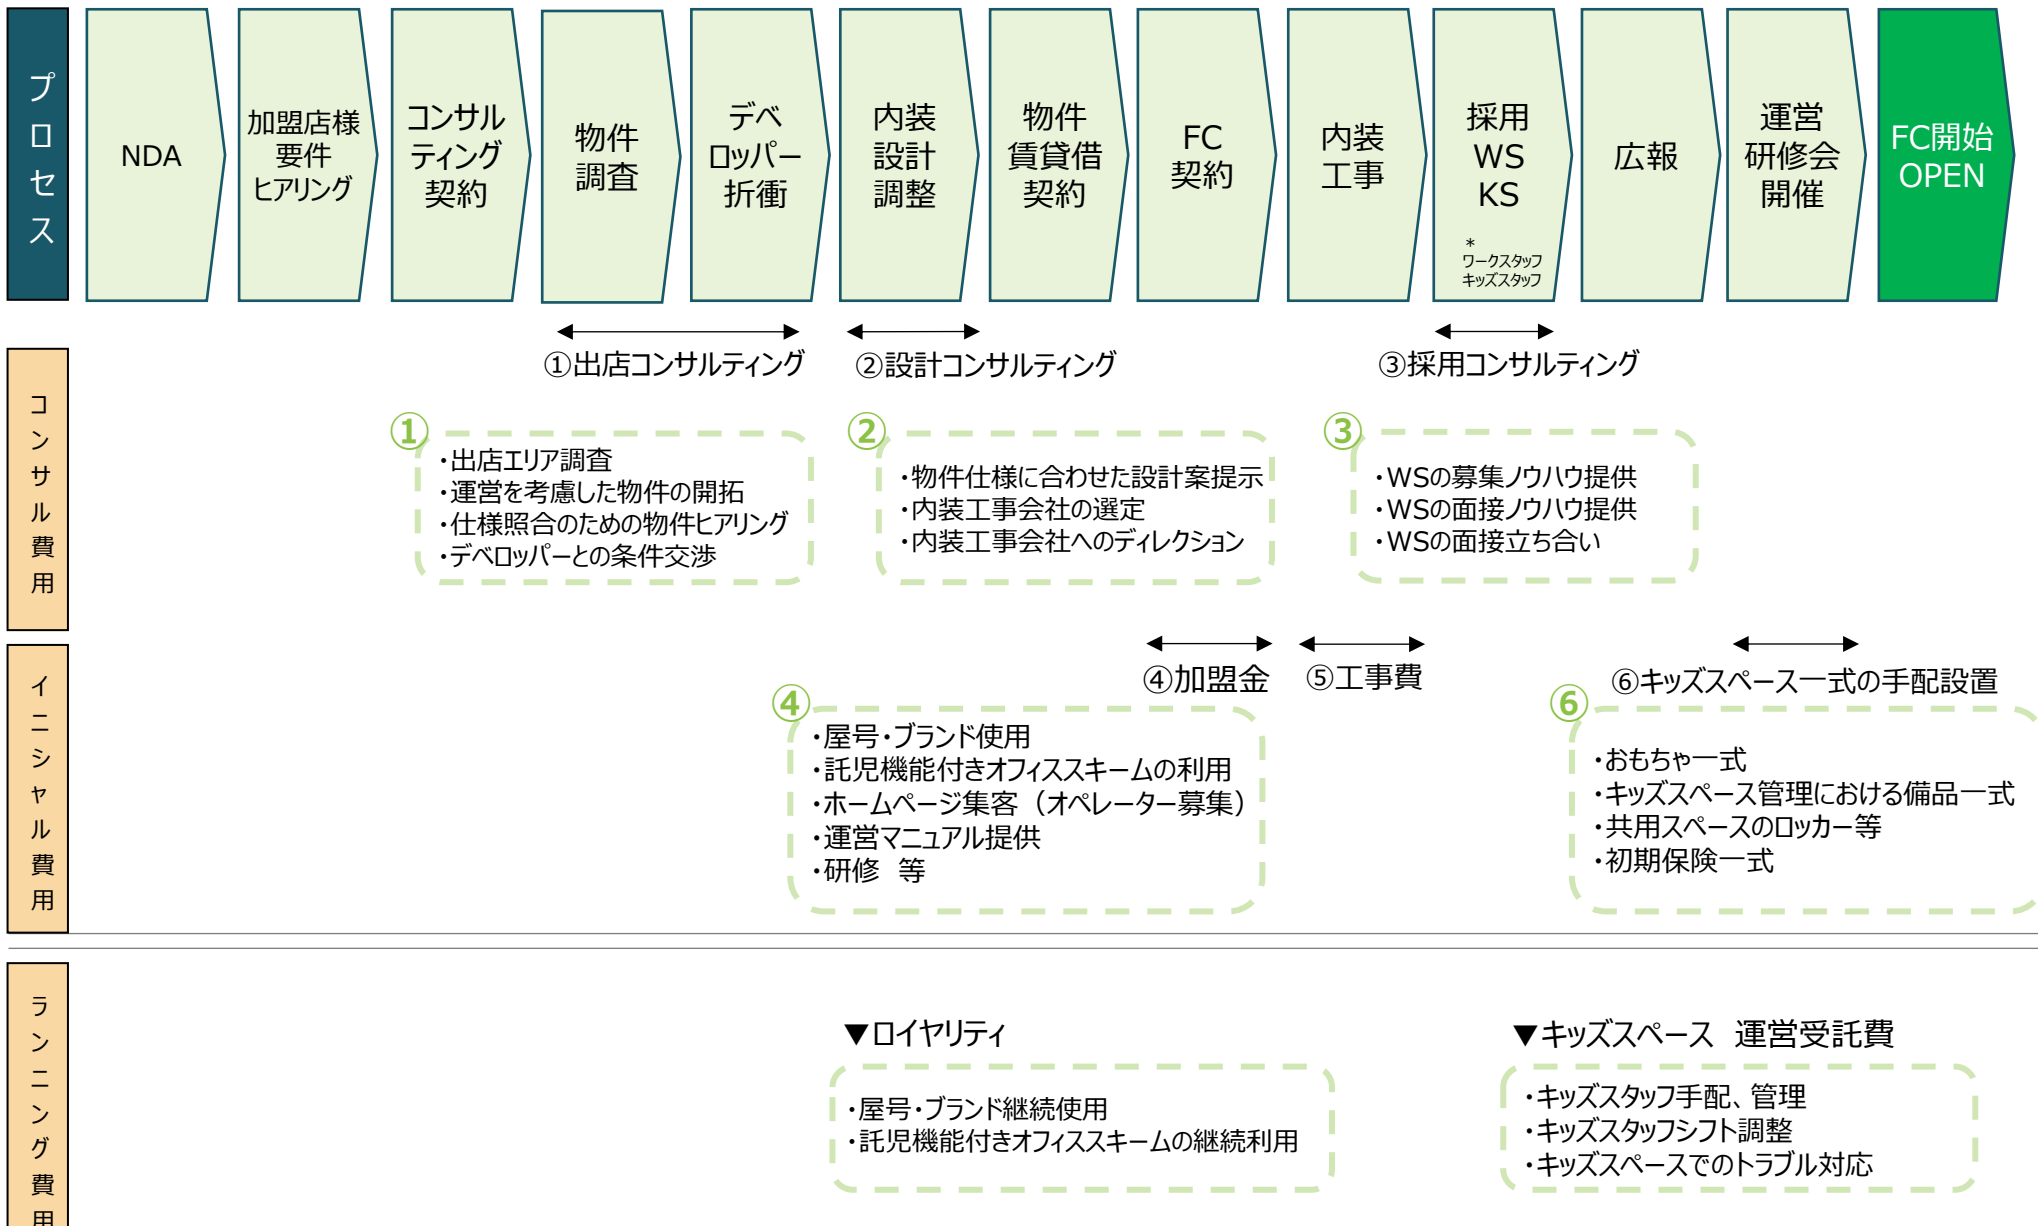 プロセス
NDA
加盟店様
要件
ヒアリング
コンサル
ティング
契約
物件
調査
デベ
ロッパー
折衝
内装
設計
調整
物件
賃貸借
契約
FC
契約
内装
工事
採用
WS
KS
*
ワークスタッフ
キッズスタッフ
広報
運営
研修会
開催
FC開始
OPEN
コンサル費用
①出店コンサルティング
②設計コンサルティング
③採用コンサルティング
①
・出店エリア調査
・運営を考慮した物件の開拓
・仕様照合のための物件ヒアリング
・デベロッパーとの条件交渉
②
・物件仕様に合わせた設計案提示
・内装工事会社の選定
・内装工事会社へのディレクション
③
・WSの募集ノウハウ提供
・WSの面接ノウハウ提供
・WSの面接立ち合い
イニシャル費用
④加盟金
⑤工事費
⑥キッズスペース一式の手配設置
④
・屋号・ブランド使用
・託児機能付きオフィススキームの利用
・ホームページ集客（オペレーター募集）
・運営マニュアル提供
・研修　等
⑥
・おもちゃ一式
・キッズスペース管理における備品一式
・共用スペースのロッカー等
・初期保険一式
ランニング費用
▼ロイヤリティ
・屋号・ブランド継続使用
・託児機能付きオフィススキームの継続利用
▼キッズスペース　運営受託費
・キッズスタッフ手配、管理
・キッズスタッフシフト調整
・キッズスペースでのトラブル対応